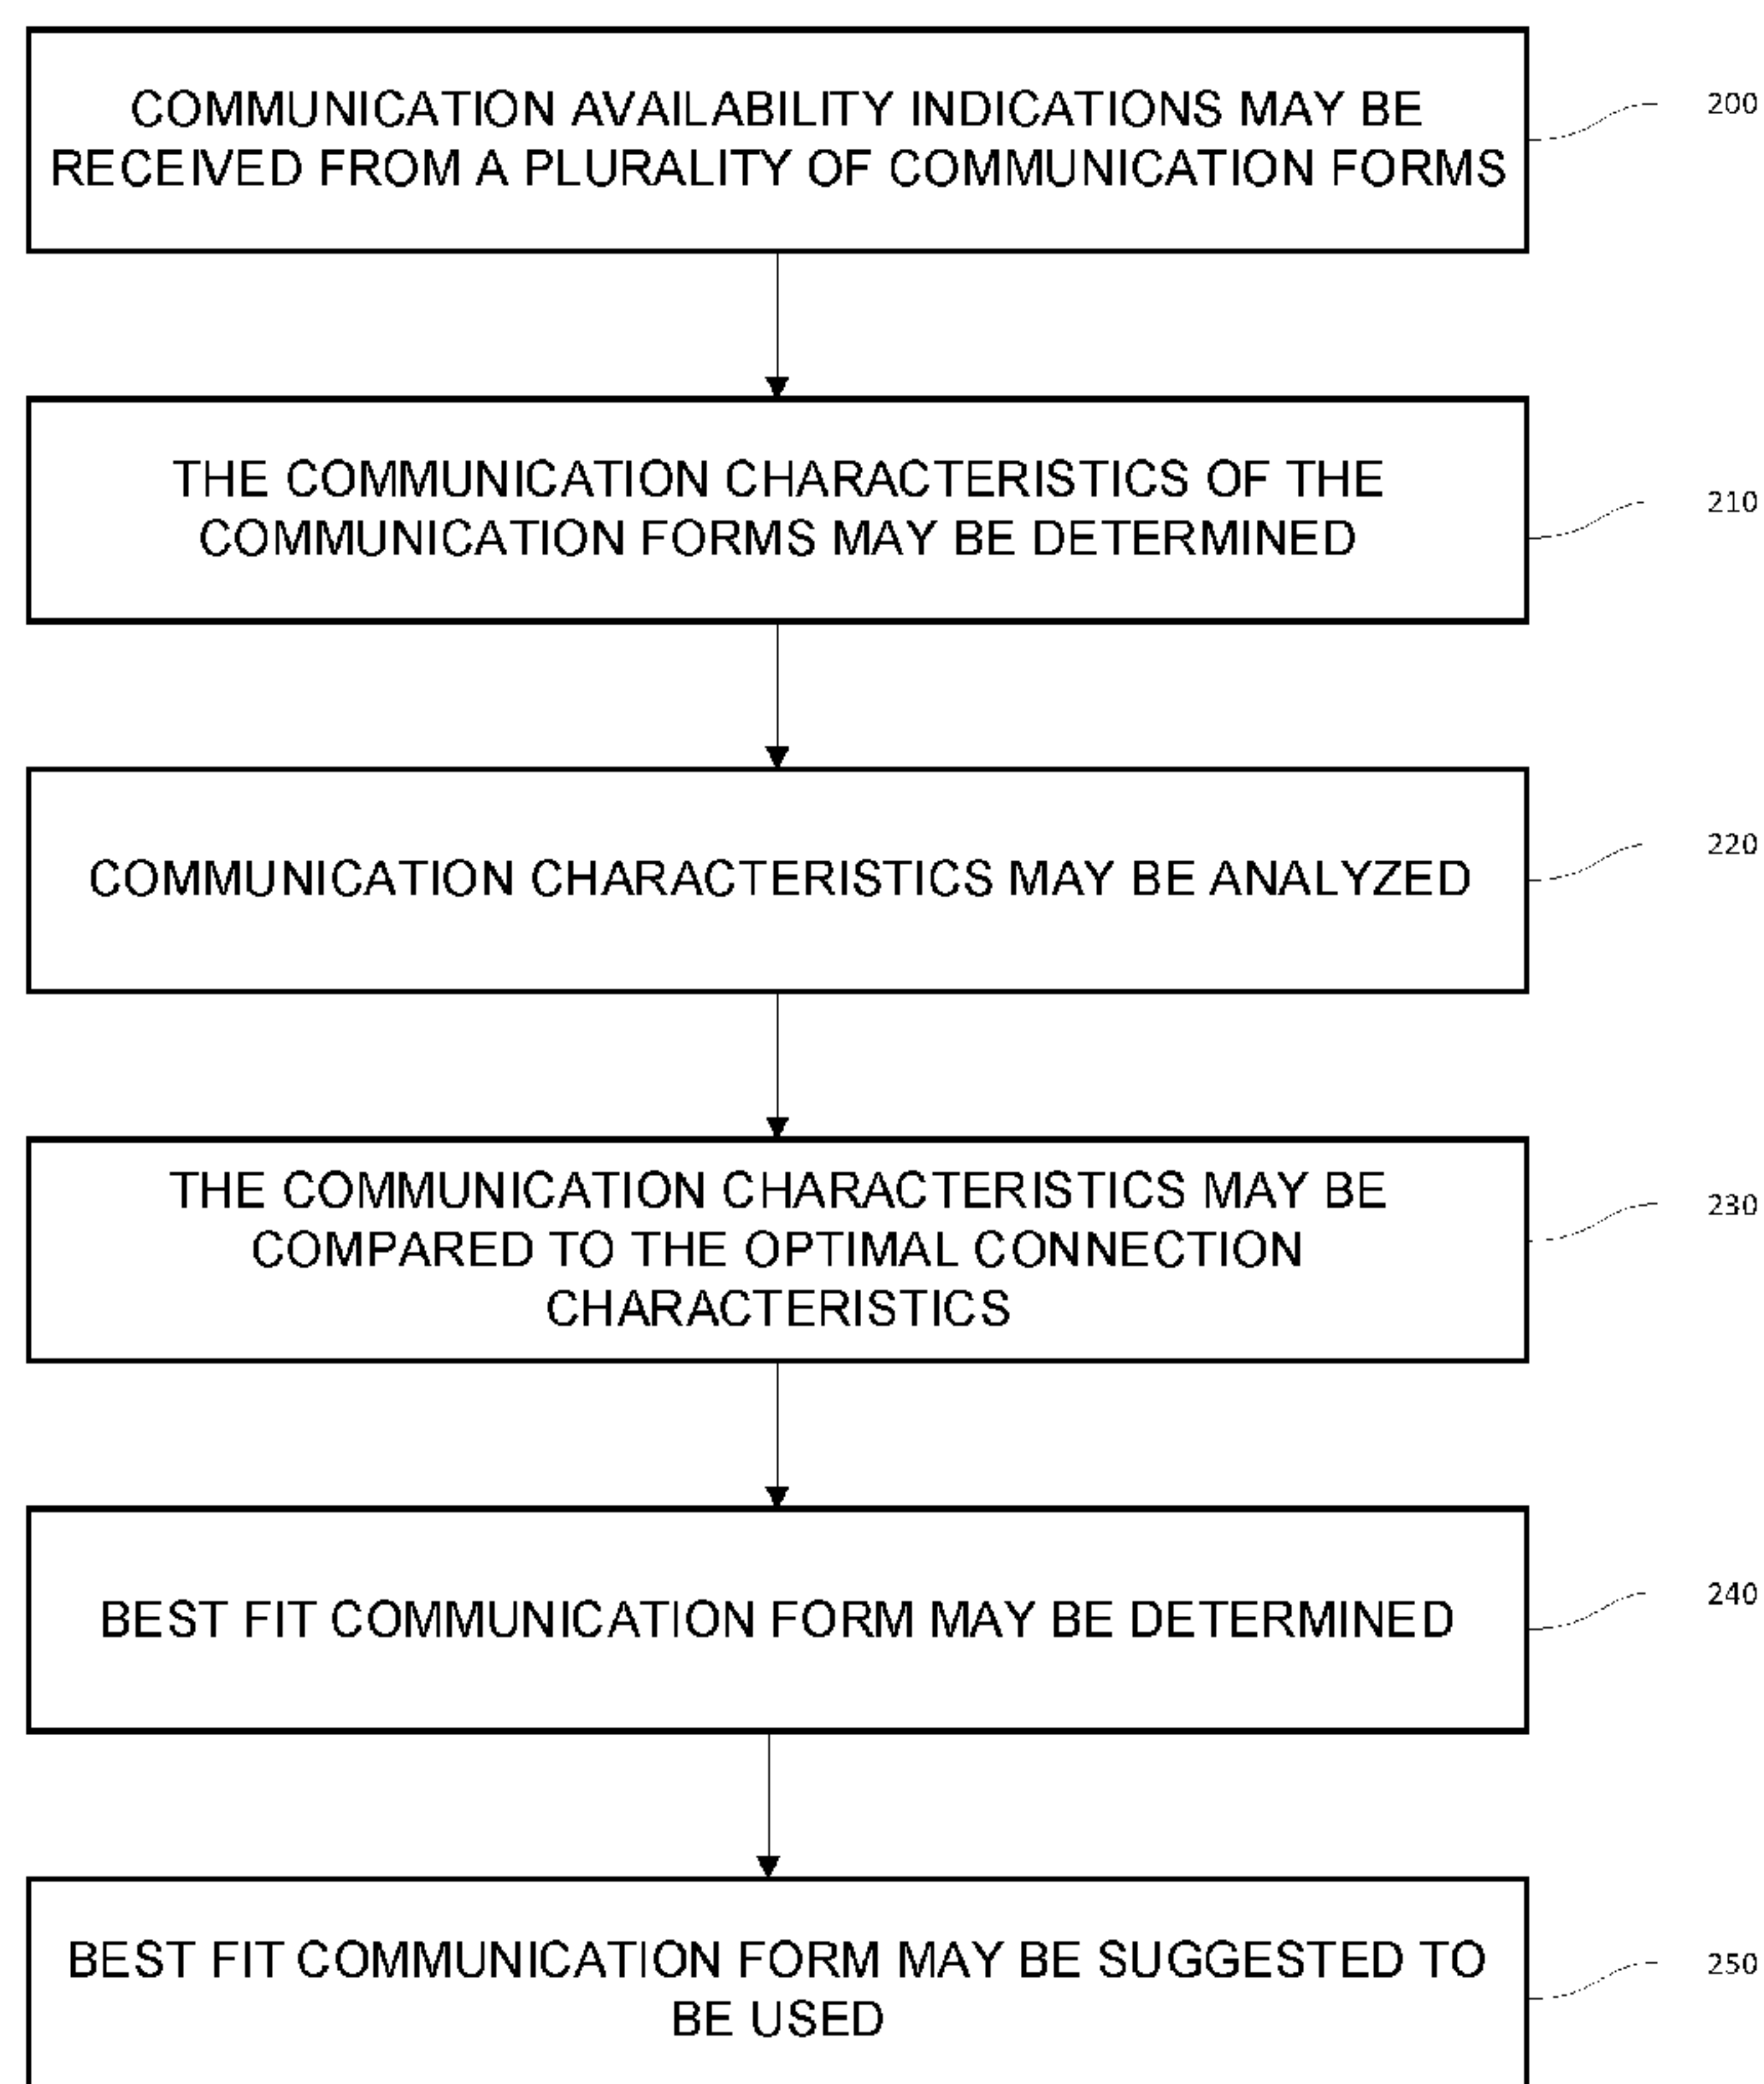 COMMUNICATION AVAILABILITY INDICATIONS MAY BE
RECEIVED FROM A PLURALITY OF COMMUNICATION FORMS
200
THE COMMUNICATION CHARACTERISTICS OF THE
COMMUNICATION FORMS MAY BE DETERMINED
210
COMMUNICATION CHARACTERISTICS MAY BE ANALYZED
220
THE COMMUNICATION CHARACTERISTICS MAY BE
COMPARED TO THE OPTIMAL CONNECTION
CHARACTERISTICS
230
BEST FIT COMMUNICATION FORM MAY BE DETERMINED
240
BEST FIT COMMUNICATION FORM MAY BE SUGGESTED TO
BE USED
250